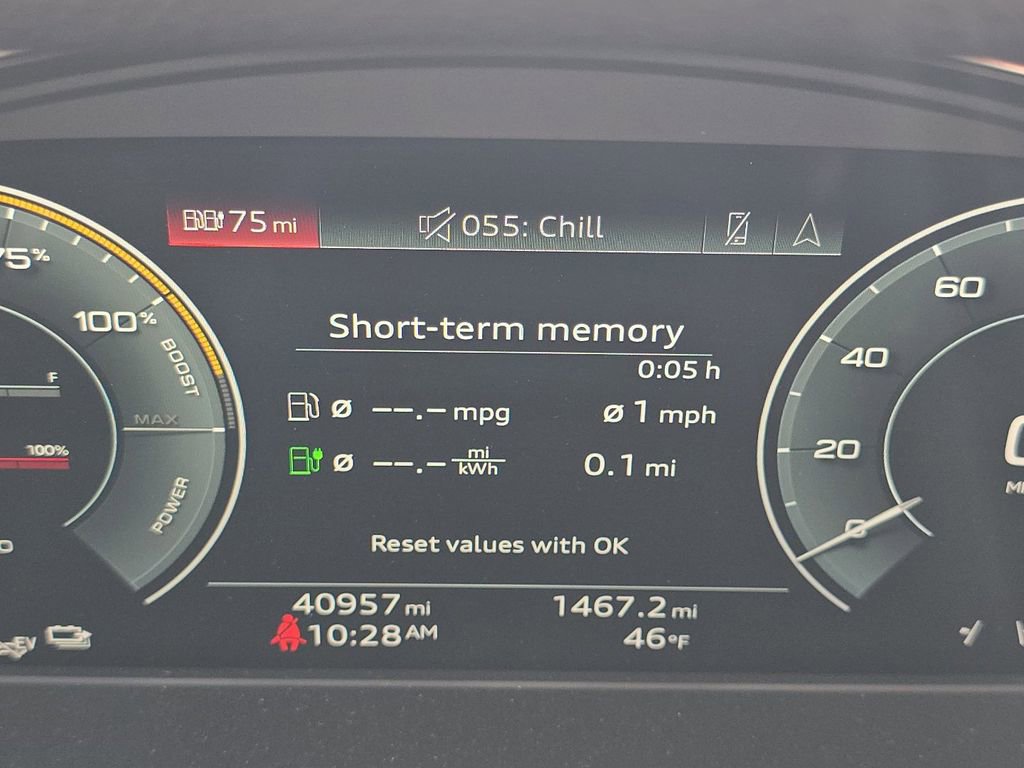 75 mi
055: Chill
Short-term memory
0:05 h
Ø --.- mpg
Ø 1 mph
Ø --.- mi/kWh
0.1 mi
Reset values with OK
40957 mi
1467.2 mi
10:28 AM
46°F
75%
100%
BOOST
MAX
POWER
F
100%
EV
60
40
20
0